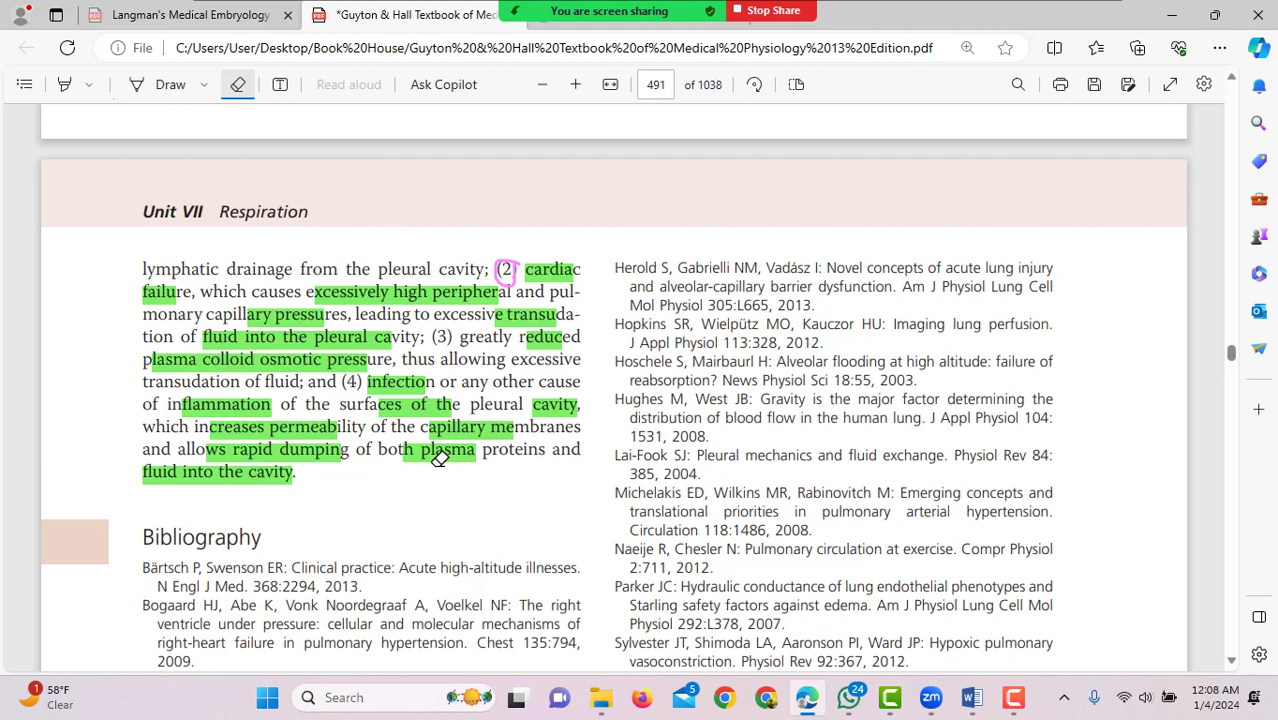 Langman's Medical Embryology
*Guyton & Hall Textbook of Med
You are screen sharing
Stop Share
File
C:/Users/User/Desktop/Book%20House/Guyton%20&%20Hall%20Textbook%20of%20Medical%20Physiology%2013%20Edition.pdf
Draw
Read aloud
Ask Copilot
491
of 1038
Unit VII Respiration
lymphatic drainage from the pleural cavity; (2) cardiac
failure, which causes excessively high peripheral and pul-
monary capillary pressures, leading to excessive transuda-
tion of fluid into the pleural cavity; (3) greatly reduced
plasma colloid osmotic pressure, thus allowing excessive
transudation of fluid; and (4) infection or any other cause
of inflammation of the surfaces of the pleural cavity,
which increases permeability of the capillary membranes
and allows rapid dumping of both plasma proteins and
fluid into the cavity.
Bibliography
Bärtsch P, Swenson ER: Clinical practice: Acute high-altitude illnesses.
N Engl J Med. 368:2294, 2013.
Bogaard HJ, Abe K, Vonk Noordegraaf A, Voelkel NF: The right
ventricle under pressure: cellular and molecular mechanisms of
right-heart failure in pulmonary hypertension. Chest 135:794,
2009.
Herold S, Gabrielli NM, Vadász I: Novel concepts of acute lung injury
and alveolar-capillary barrier dysfunction. Am J Physiol Lung Cell
Mol Physiol 305:L665, 2013.
Hopkins SR, Wielpütz MO, Kauczor HU: Imaging lung perfusion.
J Appl Physiol 113:328, 2012.
Hoschele S, Mairbaurl H: Alveolar flooding at high altitude: failure of
reabsorption? News Physiol Sci 18:55, 2003.
Hughes M, West JB: Gravity is the major factor determining the
distribution of blood flow in the human lung. J Appl Physiol 104:
1531, 2008.
Lai-Fook SJ: Pleural mechanics and fluid exchange. Physiol Rev 84:
385, 2004.
Michelakis ED, Wilkins MR, Rabinovitch M: Emerging concepts and
translational priorities in pulmonary arterial hypertension.
Circulation 118:1486, 2008.
Naeije R, Chesler N: Pulmonary circulation at exercise. Compr Physiol
2:711, 2012.
Parker JC: Hydraulic conductance of lung endothelial phenotypes and
Starling safety factors against edema. Am J Physiol Lung Cell Mol
Physiol 292:L378, 2007.
Sylvester JT, Shimoda LA, Aaronson PI, Ward JP: Hypoxic pulmonary
vasoconstriction. Physiol Rev 92:367, 2012.
1
58°F
Clear
Search
5
24
zm
12:08 AM
1/4/2024